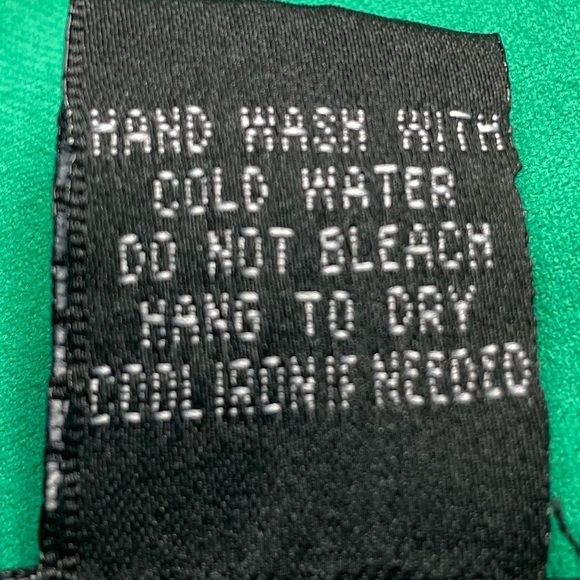 HAND WASH WITH
COLD WATER
DO NOT BLEACH
HANG TO DRY
COOL IRON IF NEEDED